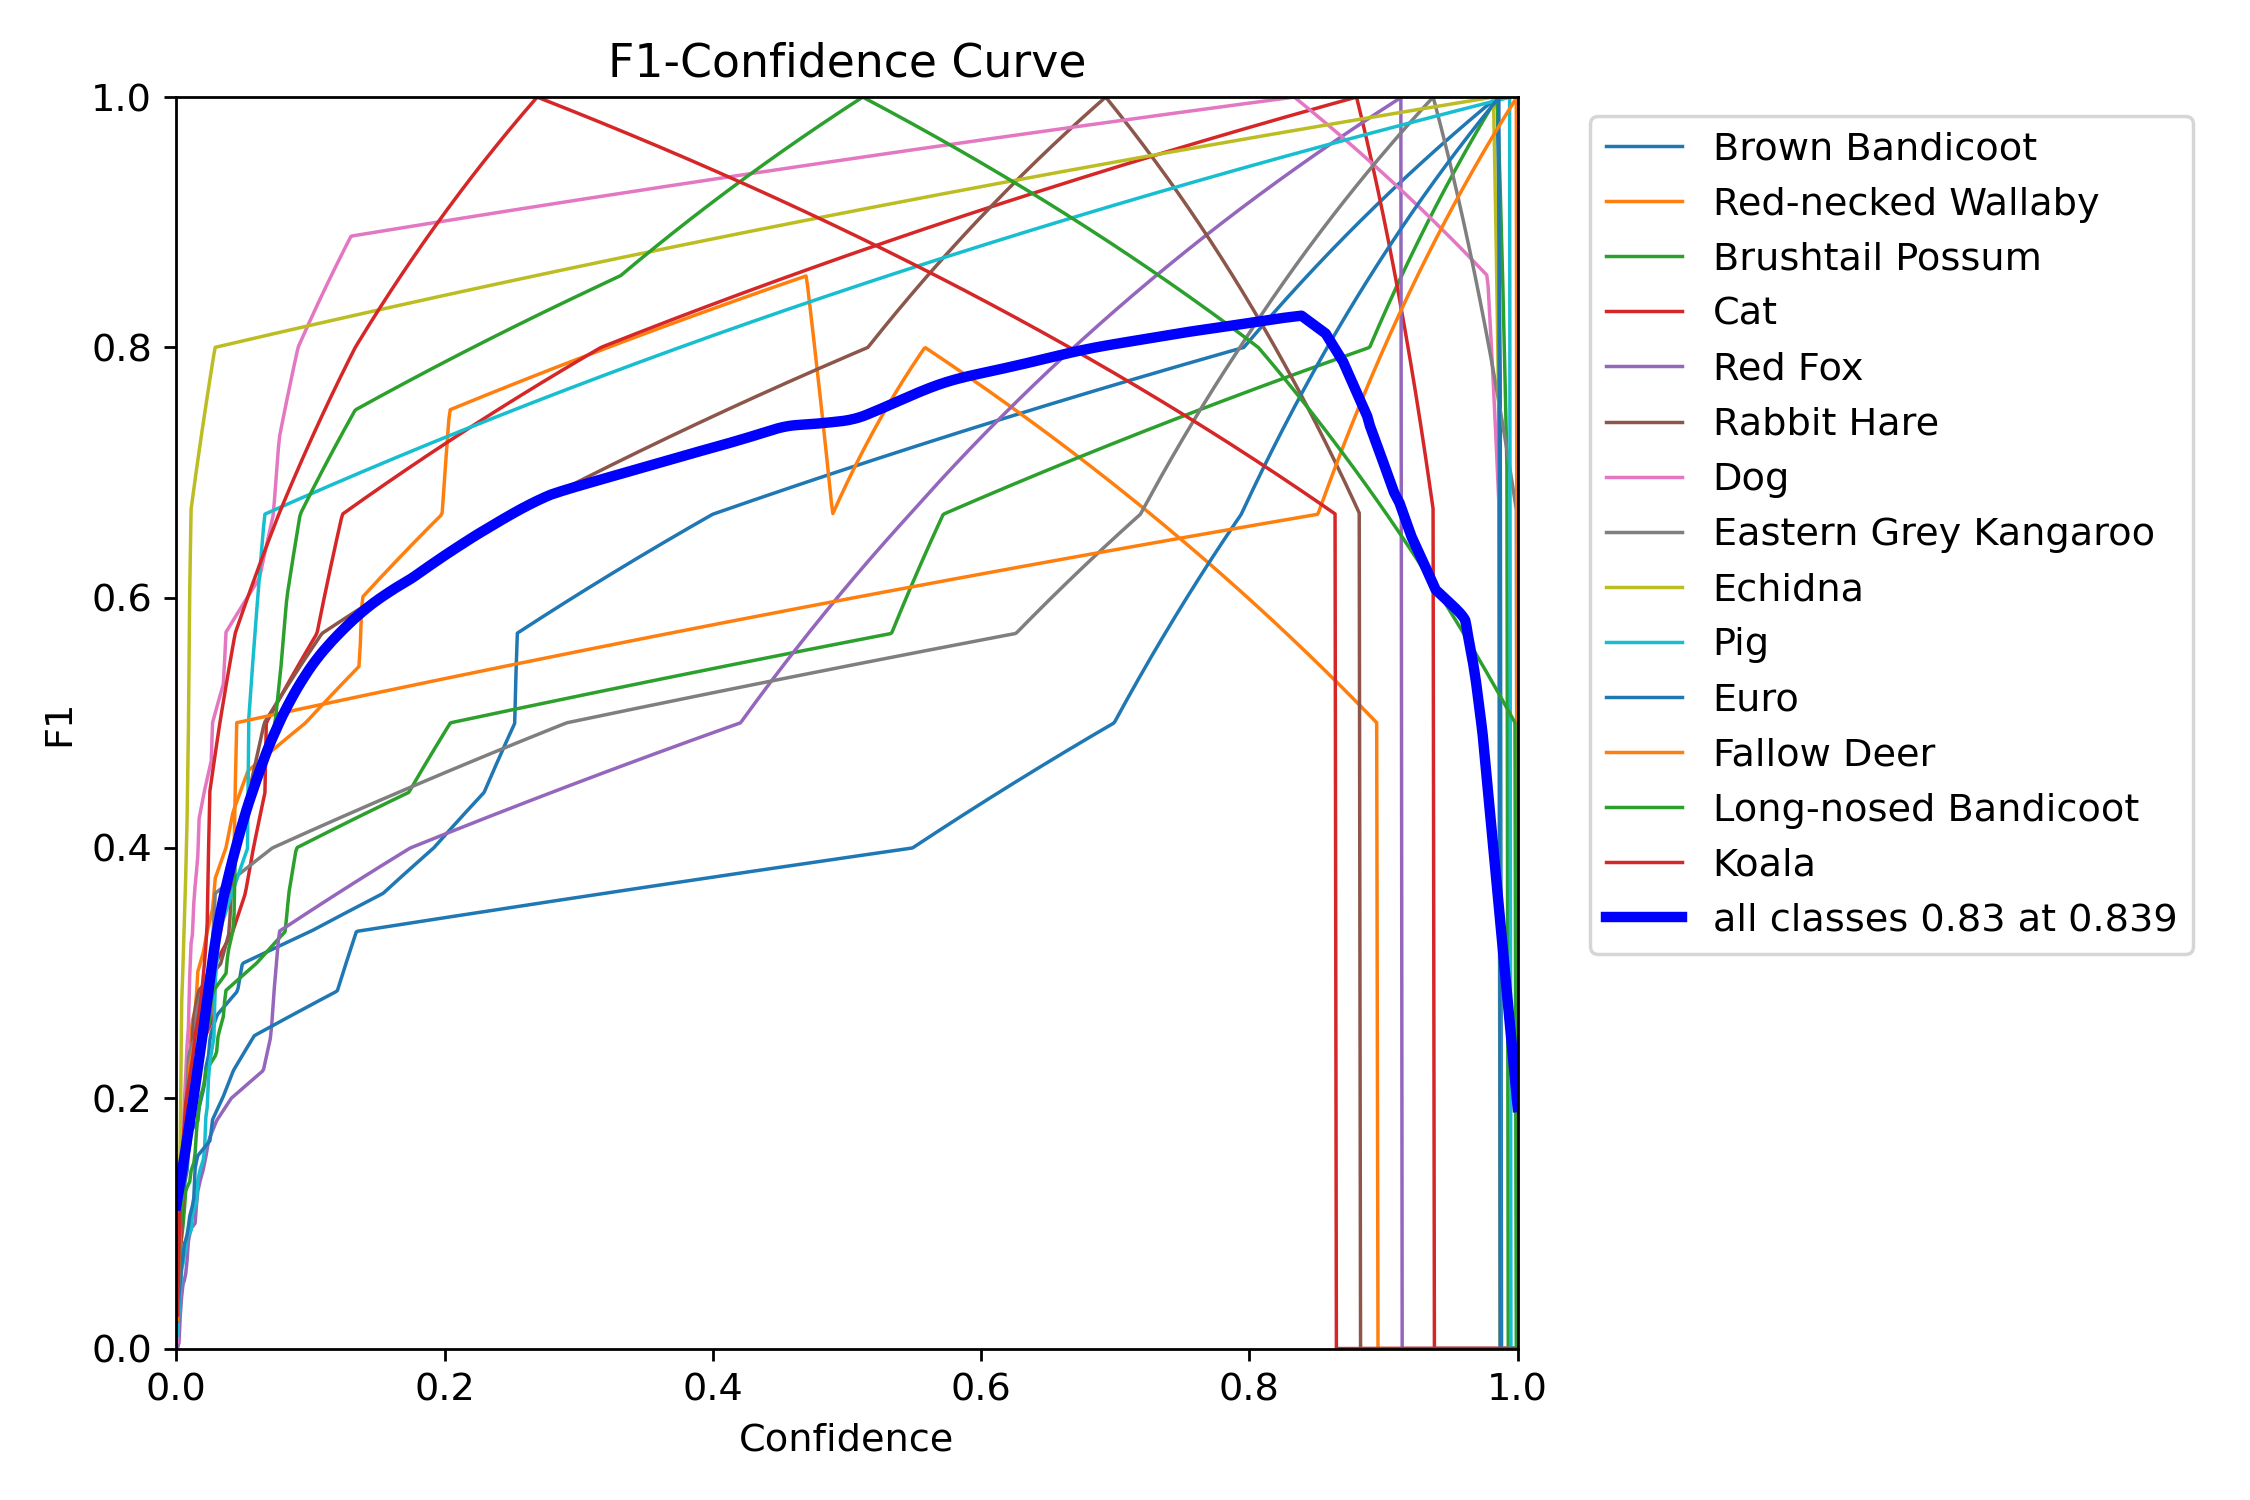 F1-Confidence Curve
1.0
0.8
0.6
0.4
0.2
0.0
F1
0.0 0.2 0.4 0.6 0.8 1.0
Confidence
Brown Bandicoot
Red-necked Wallaby
Brushtail Possum
Cat
Red Fox
Rabbit Hare
Dog
Eastern Grey Kangaroo
Echidna
Pig
Euro
Fallow Deer
Long-nosed Bandicoot
Koala
all classes 0.83 at 0.839